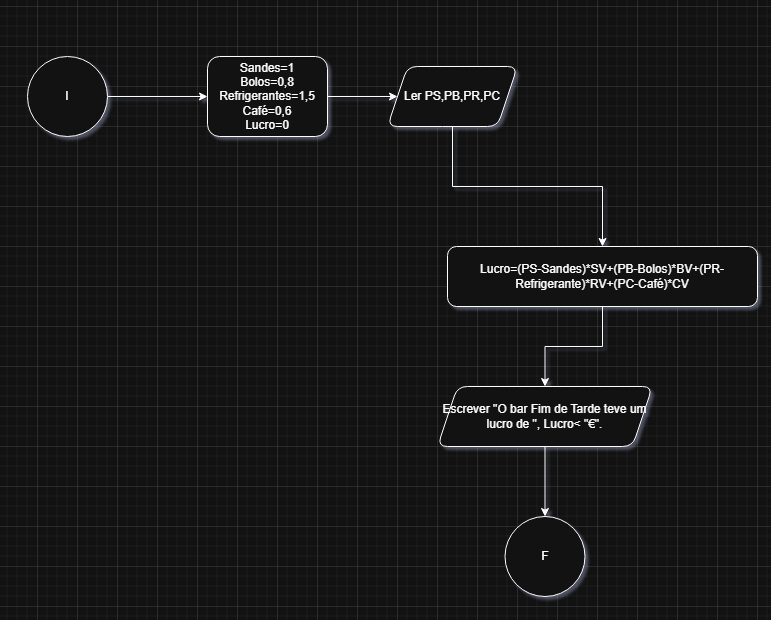 I
Sandes=1
Bolos=0,8
Refrigerantes=1,5
Café=0,6
Lucro=0
Ler PS,PB,PR,PC
Lucro=(PS-Sandes)*SV+(PB-Bolos)*BV+(PR-
Refrigerante)*RV+(PC-Café)*CV
Escrever "O bar Fim de Tarde teve um
lucro de ", Lucro< "€".
F